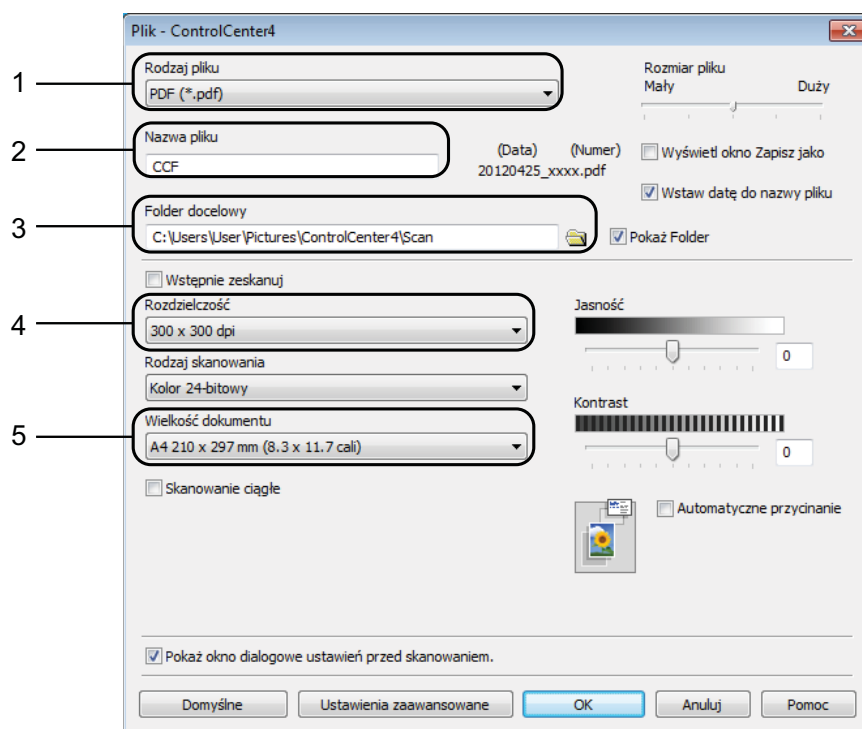 Plik - ControlCenter4
1
Rodzaj pliku
PDF (*.pdf)
Rozmiar pliku
Mały Duży
2
Nazwa pliku
CCF
(Data) (Numer)
20120425_xxxx.pdf
Wyświetl okno Zapisz jako
Wstaw datę do nazwy pliku
3
Folder docelowy
C:\Users\User\Pictures\ControlCenter4\Scan
Pokaż Folder
Wstępnie zeskanuj
4
Rozdzielczość
300 x 300 dpi
Jasność
0
Rodzaj skanowania
Kolor 24-bitowy
Kontrast
0
5
Wielkość dokumentu
A4 210 x 297 mm (8.3 x 11.7 cali)
Skanowanie ciągłe
Automatyczne przycinanie
Pokaż okno dialogowe ustawień przed skanowaniem.
Domyślne Ustawienia zaawansowane OK Anuluj Pomoc